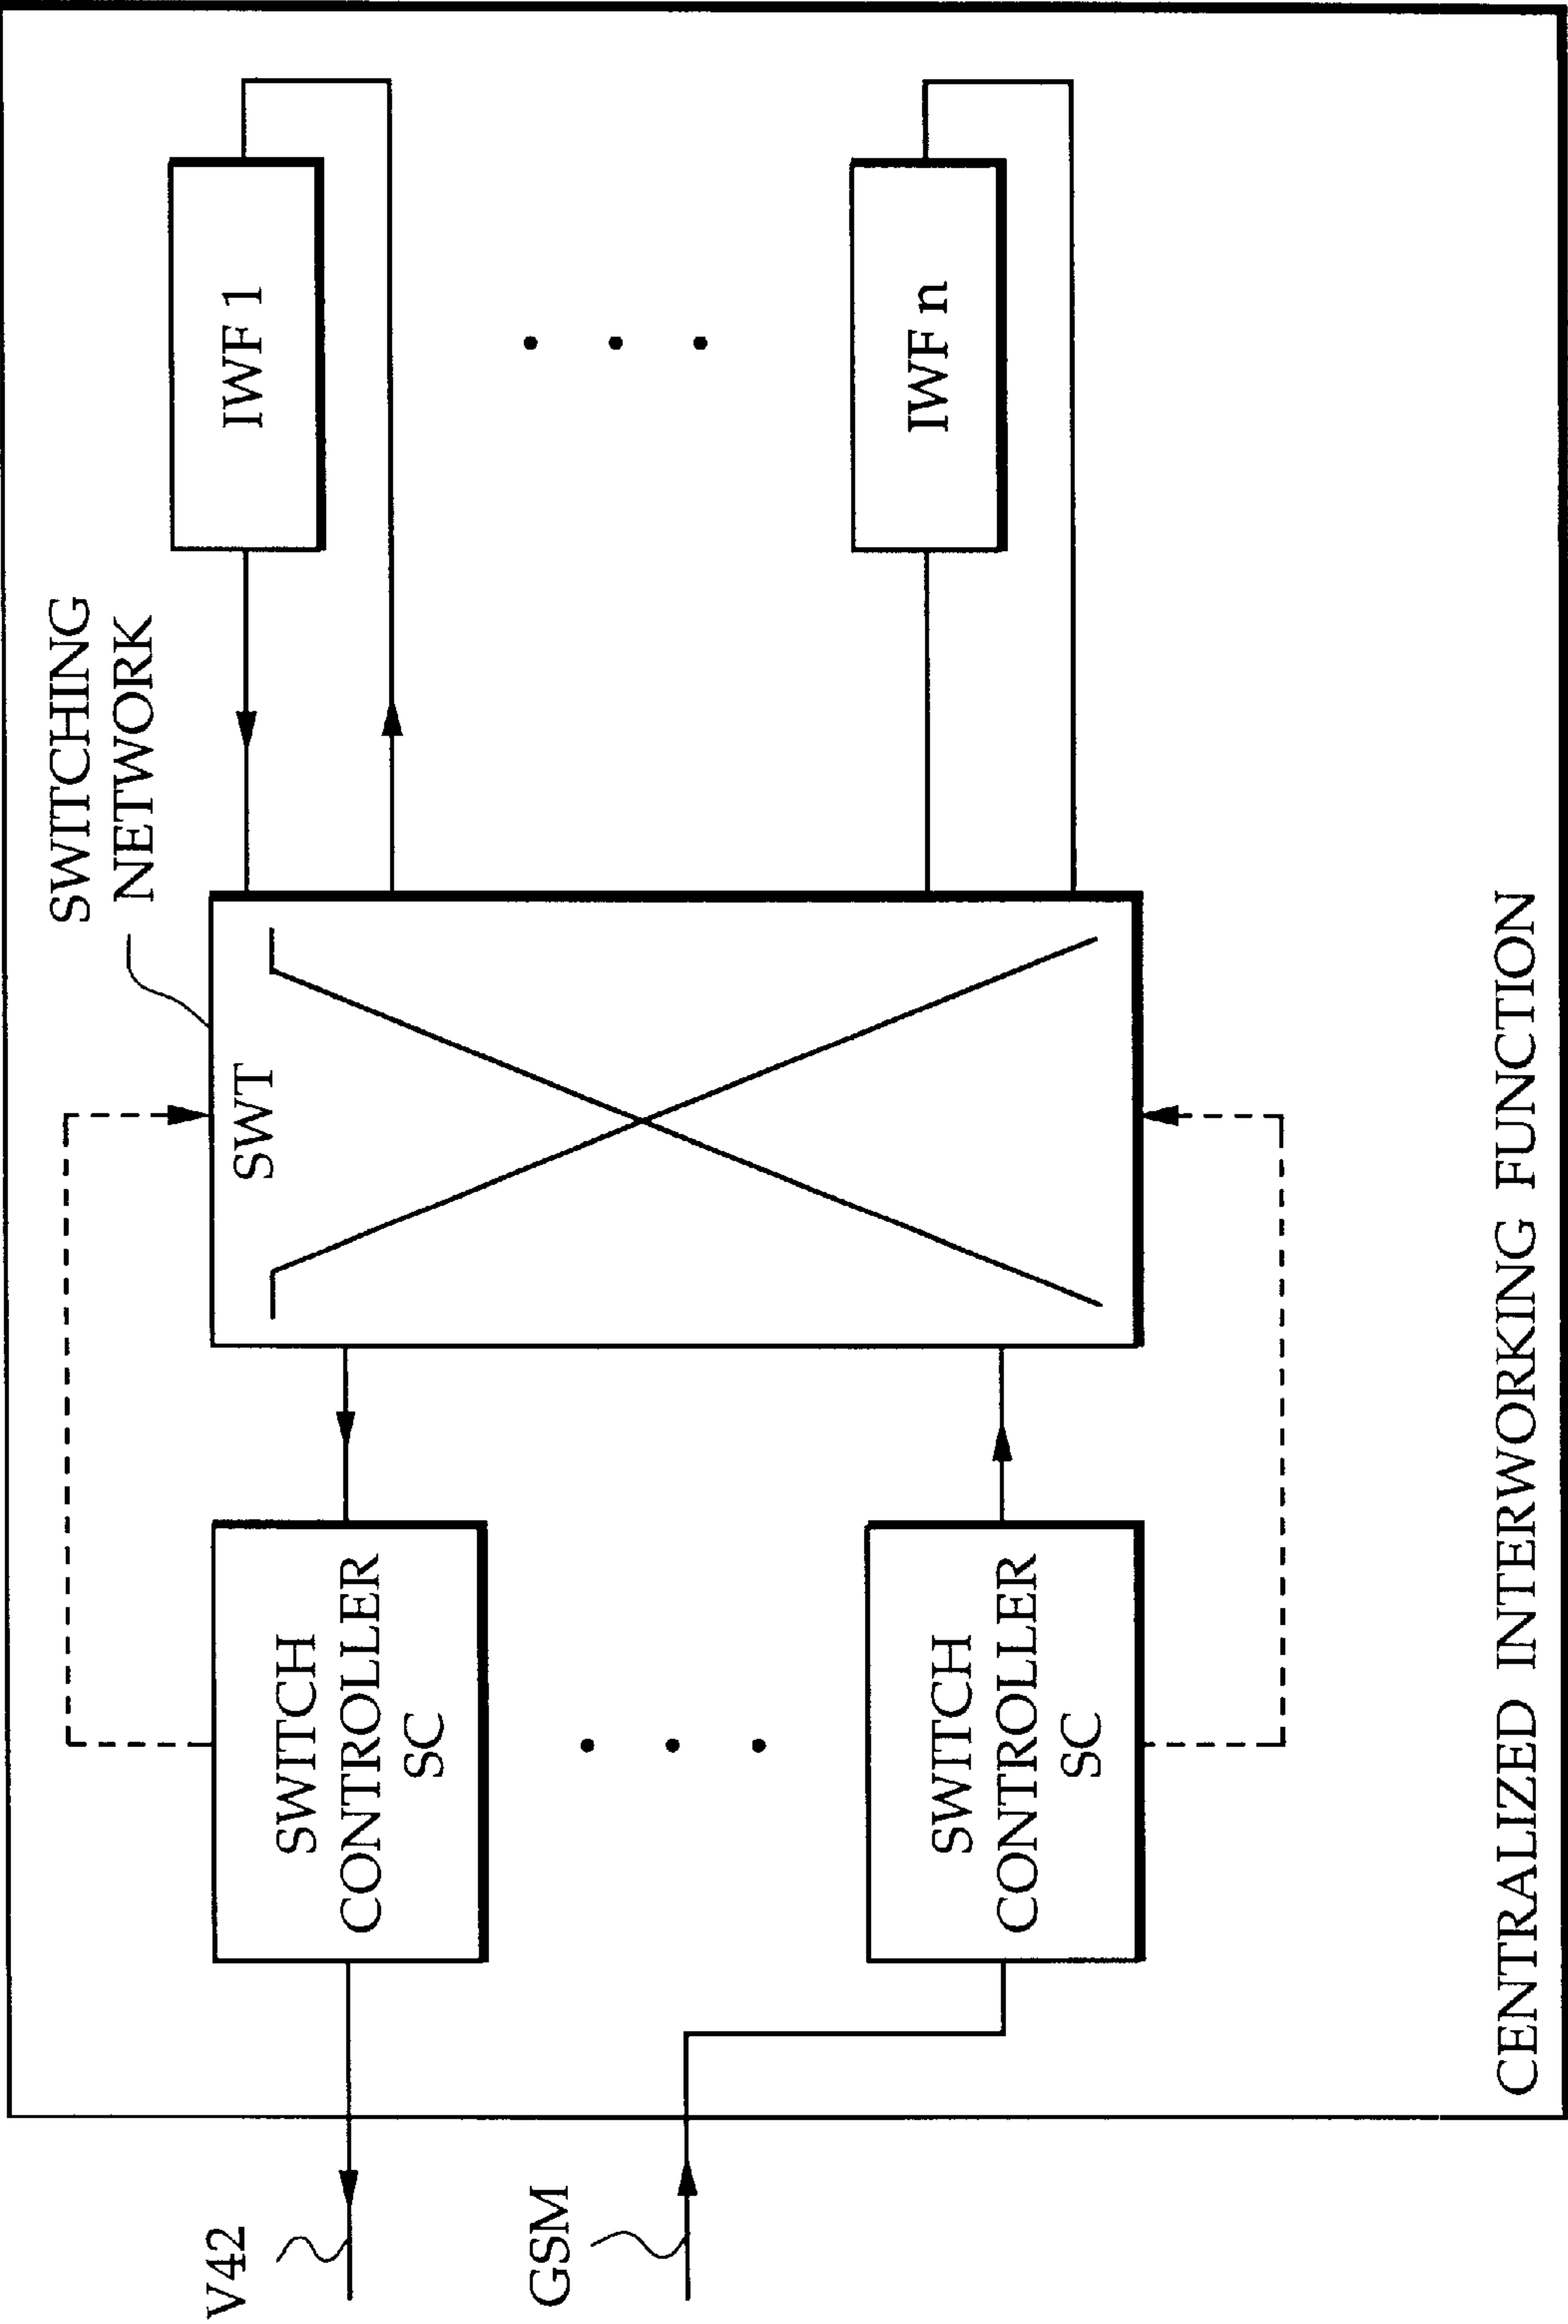 SWITCHING
NETWORK
SWT
IWF 1
IWF n
SWITCH
CONTROLLER
SC
SWITCH
CONTROLLER
SC
V42
GSM
CENTRALIZED INTERWORKING FUNCTION